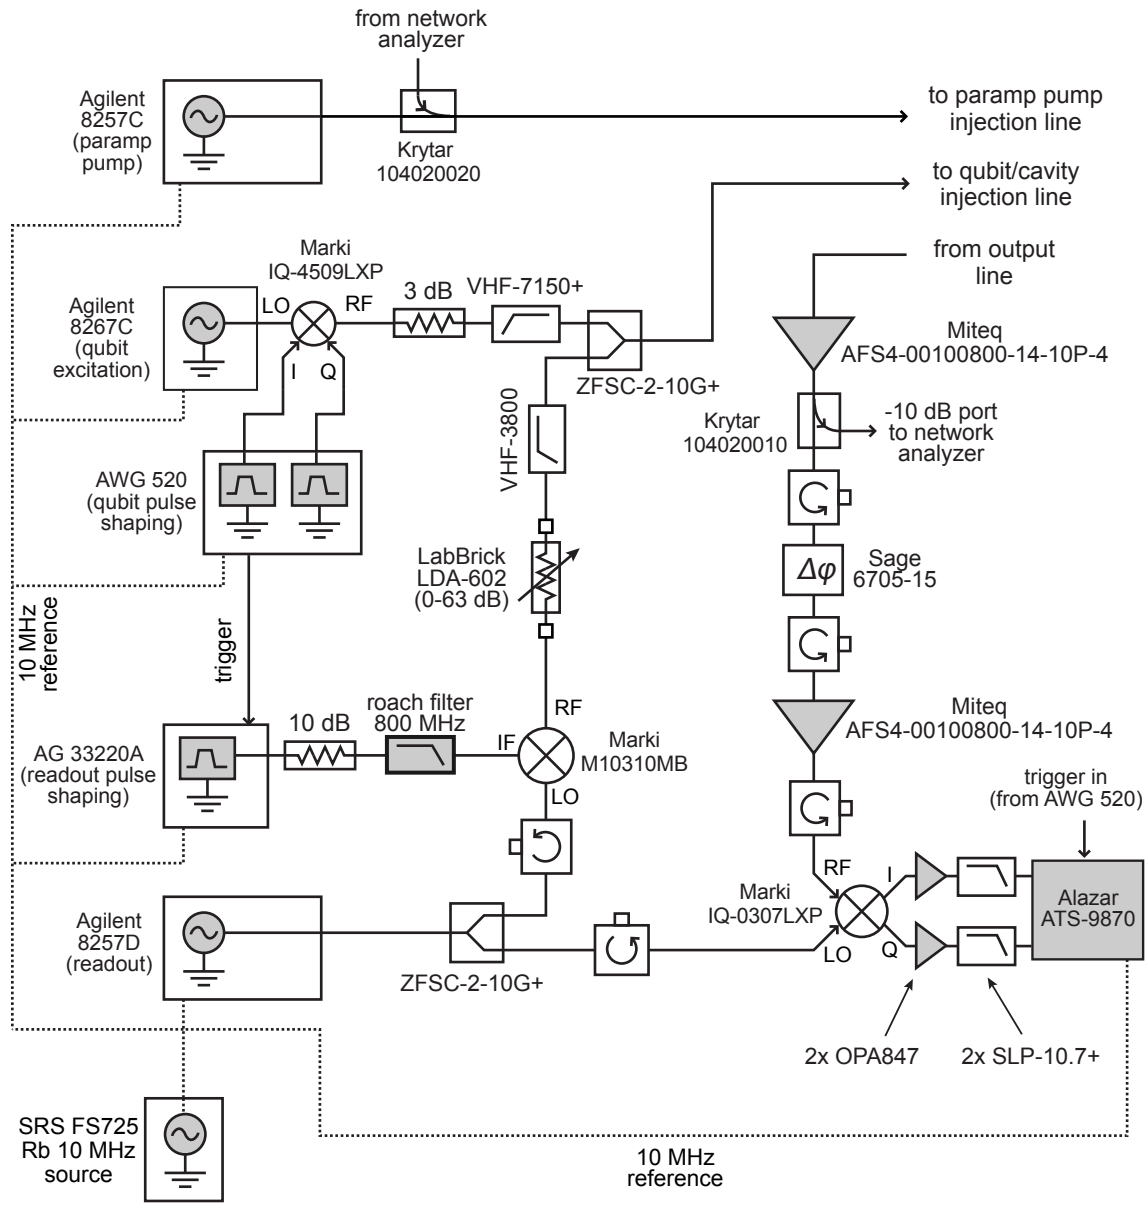 from network
analyzer
Agilent
8257C
(paramp
pump)
Krytar
104020020
to paramp pump
injection line
to qubit/cavity
injection line
from output
line
Marki
IQ-4509LXP
LO
RF
I
Q
3 dB
VHF-7150+
Agilent
8267C
(qubit
excitation)
ZFSC-2-10G+
Miteq
AFS4-00100800-14-10P-4
VHF-3800
Krytar
104020010
-10 dB port
to network
analyzer
AWG 520
(qubit pulse
shaping)
LabBrick
LDA-602
(0-63 dB)
Δφ
Sage
6705-15
10 MHz
reference
trigger
10 dB
roach filter
800 MHz
RF
IF
LO
Marki
M10310MB
Miteq
AFS4-00100800-14-10P-4
AG 33220A
(readout pulse
shaping)
trigger in
(from AWG 520)
Marki
IQ-0307LXP
RF
LO
I
Q
Alazar
ATS-9870
Agilent
8257D
(readout)
ZFSC-2-10G+
2x OPA847
2x SLP-10.7+
SRS FS725
Rb 10 MHz
source
10 MHz
reference